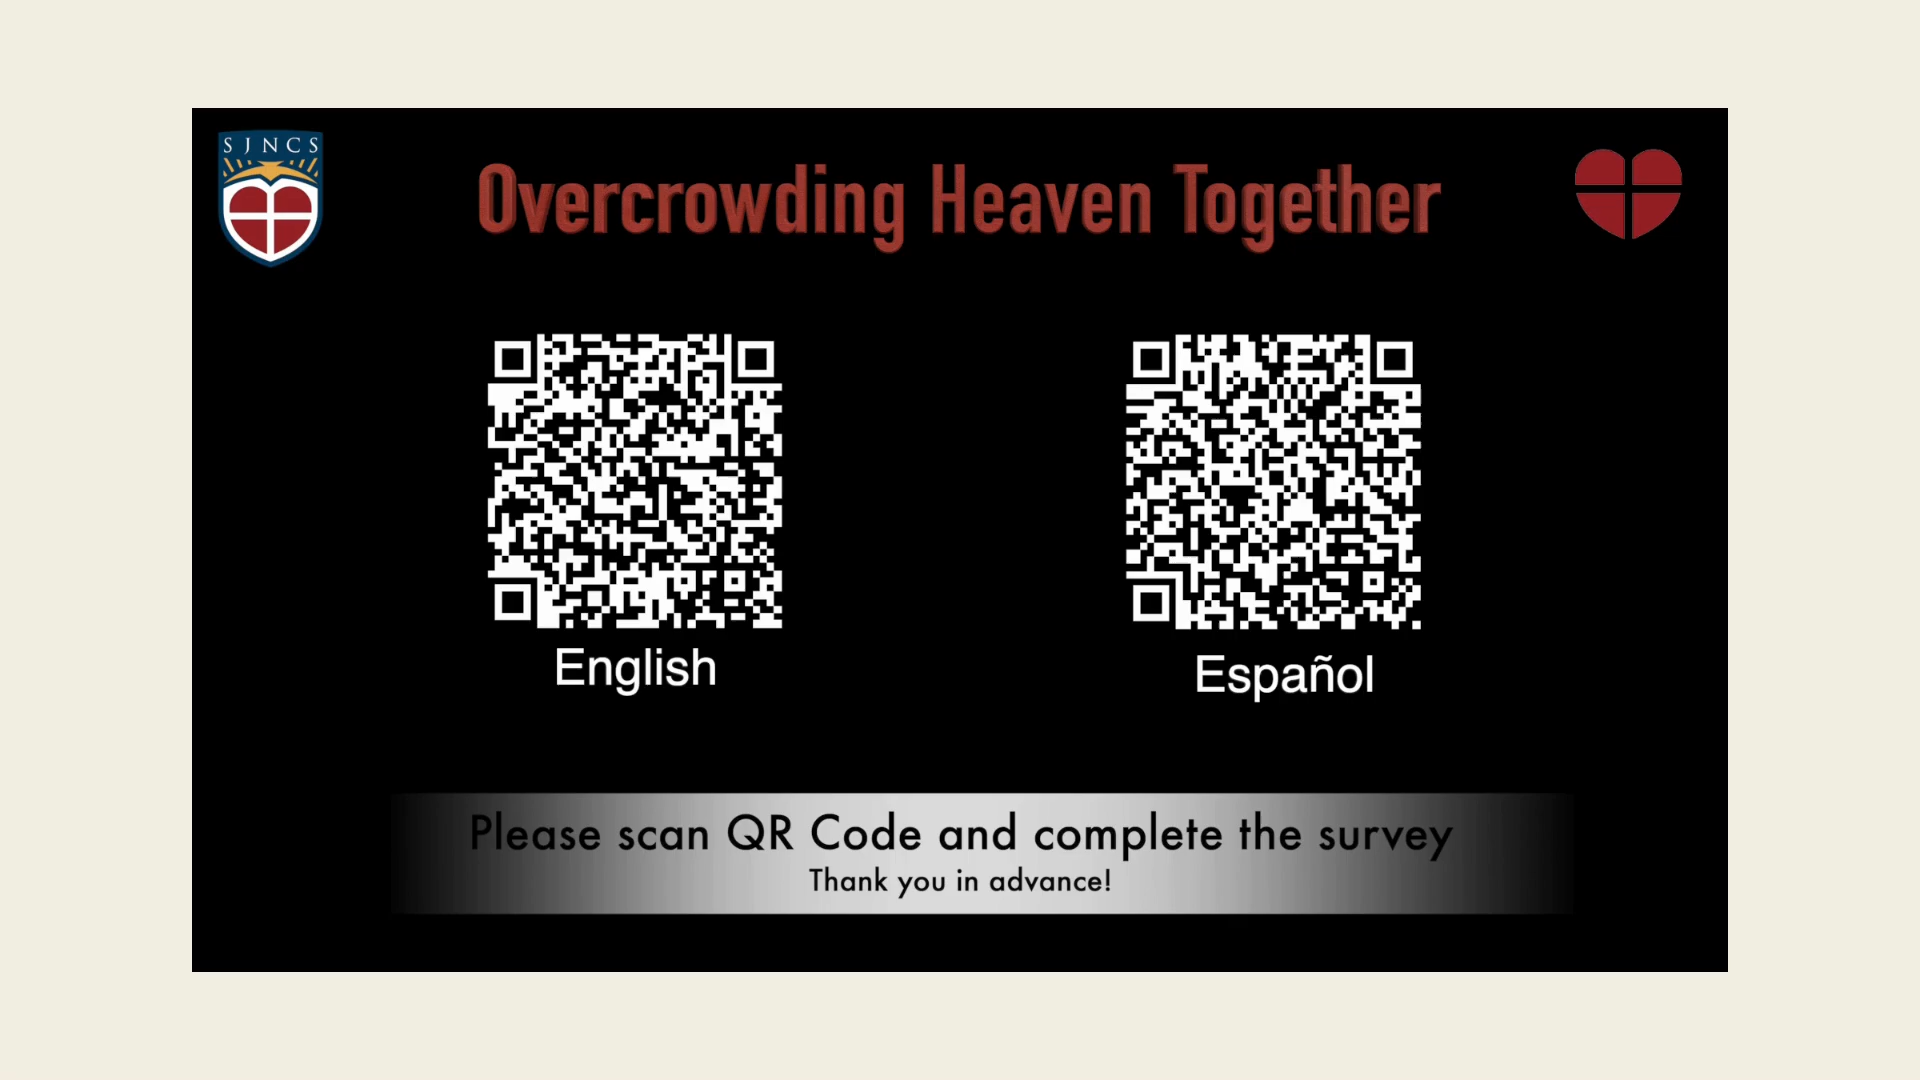 SJNCS
Overcrowding Heaven Together
English
Español
Please scan QR Code and complete the survey
Thank you in advance!